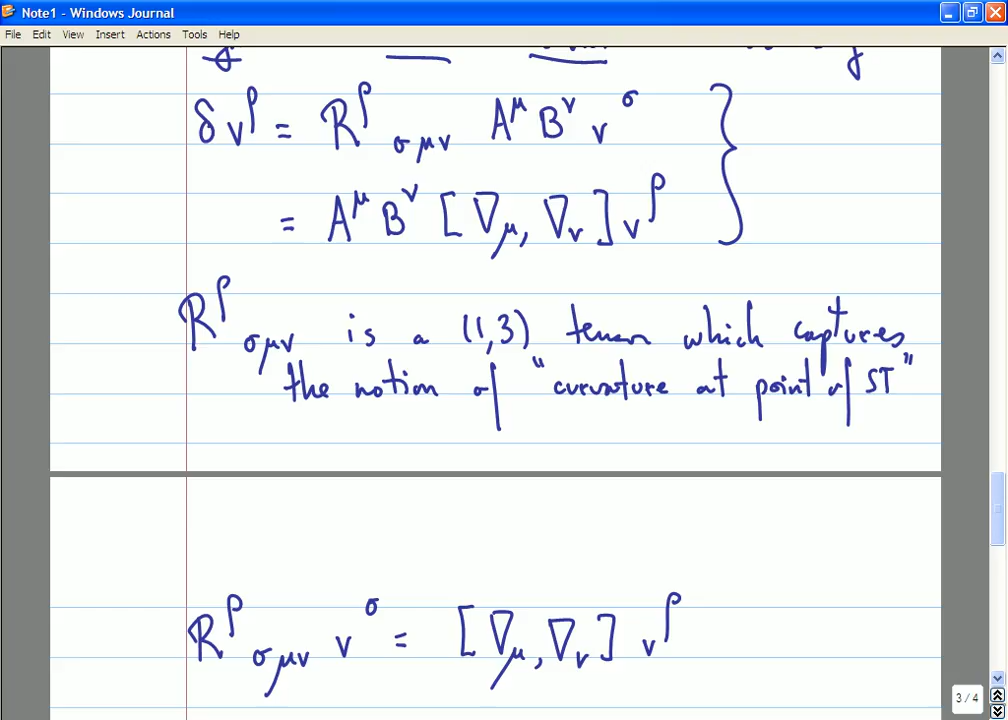 Note1 - Windows Journal
File Edit View Insert Actions Tools Help
δv^ρ = R^ρ_σμν A^μ B^ν v^σ
= A^μ B^ν [∇_μ, ∇_ν] v^ρ
R^ρ_σμν is a (1,3) tensor which captures
the notion of "curvature at point of ST"
R^ρ_σμν v^σ = [∇_μ, ∇_ν] v^ρ
3 / 4